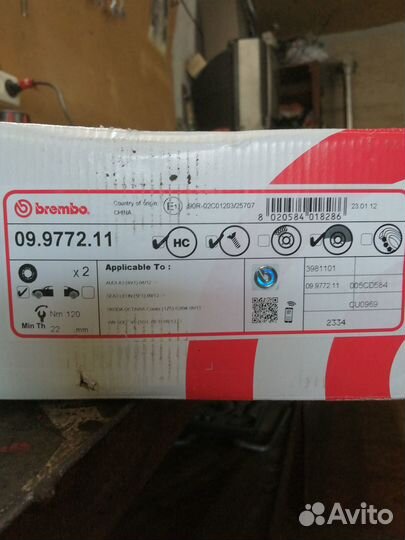 brembo
Country of origin
CHINA
E1 90R-02C01203/25707
8 020584 018286
23 01 12
09.9772.11
HC
x 2
Applicable To :
Nm 120
Min Th 22 mm
3981101
09.9772 11 005CD584
CU0969
2334
Avito